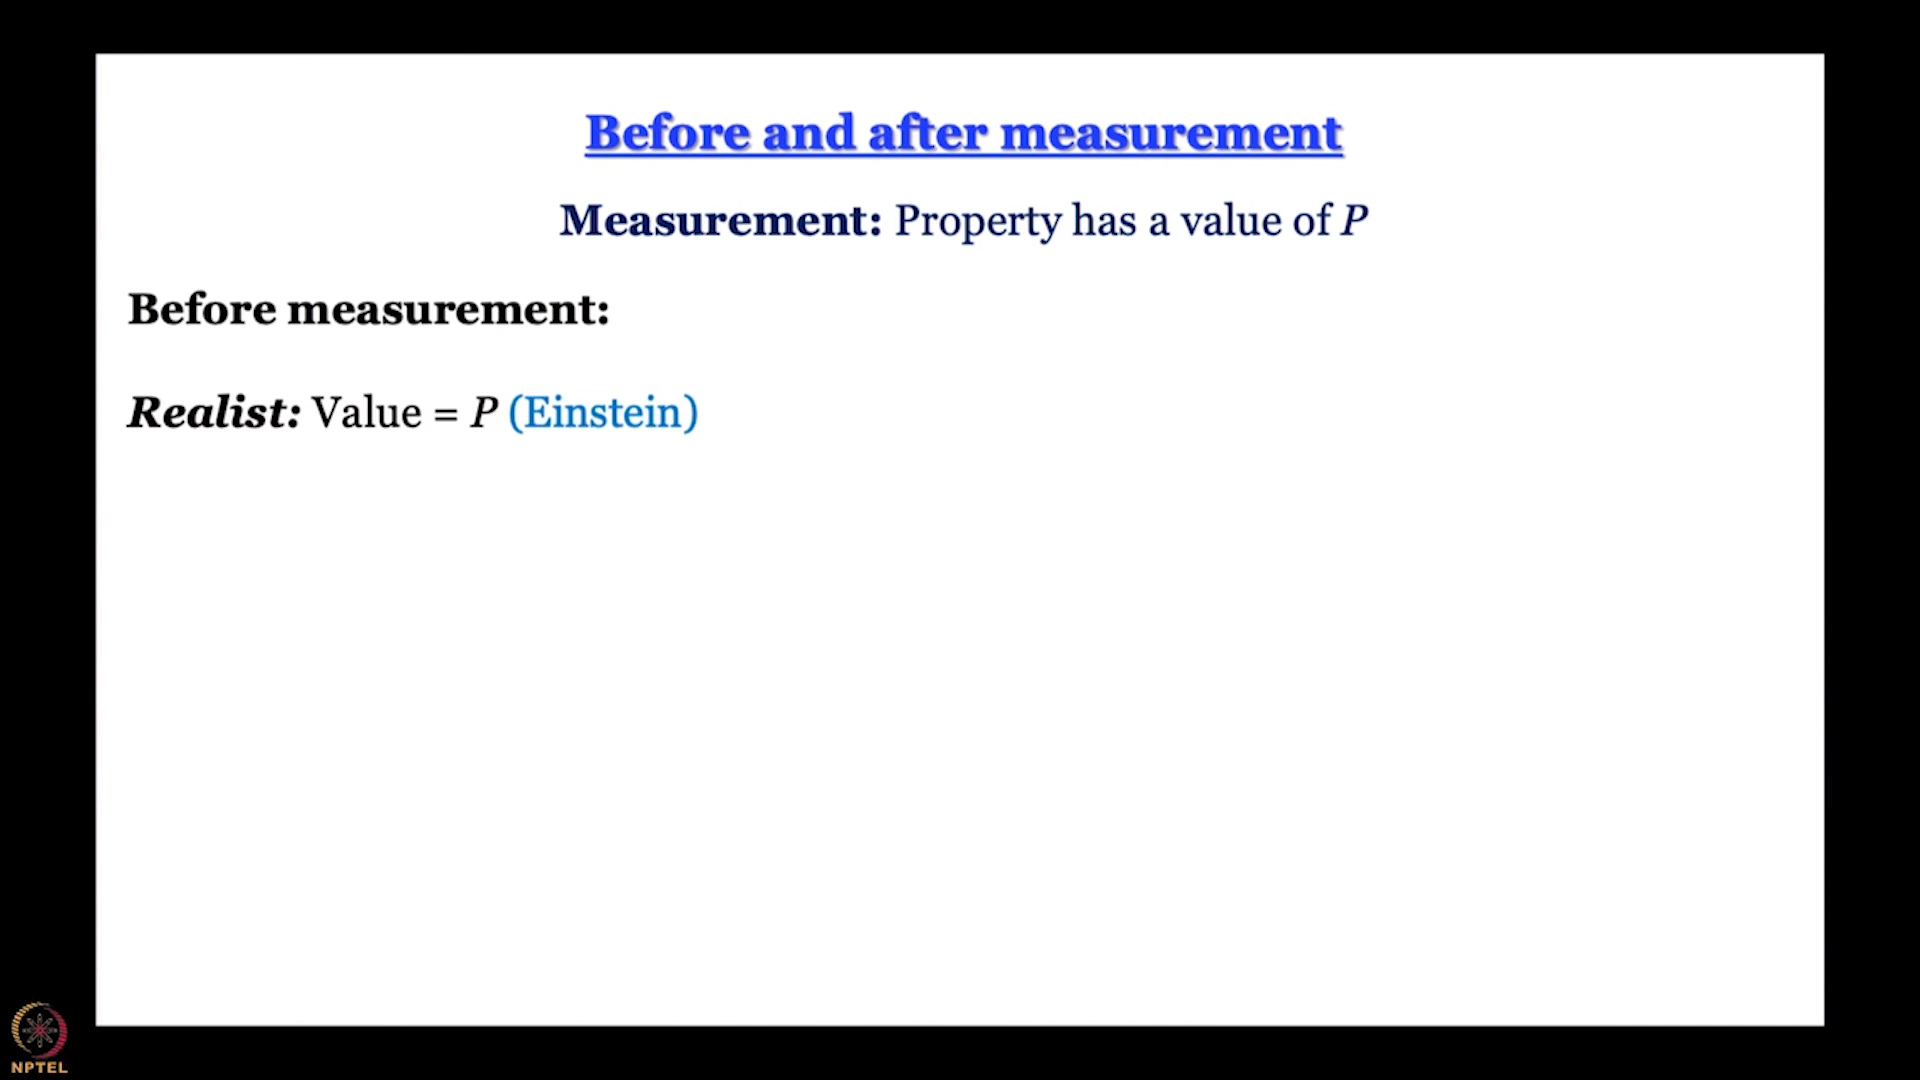 Before and after measurement
Measurement: Property has a value of P
Before measurement:
Realist: Value = P (Einstein)
NPTEL